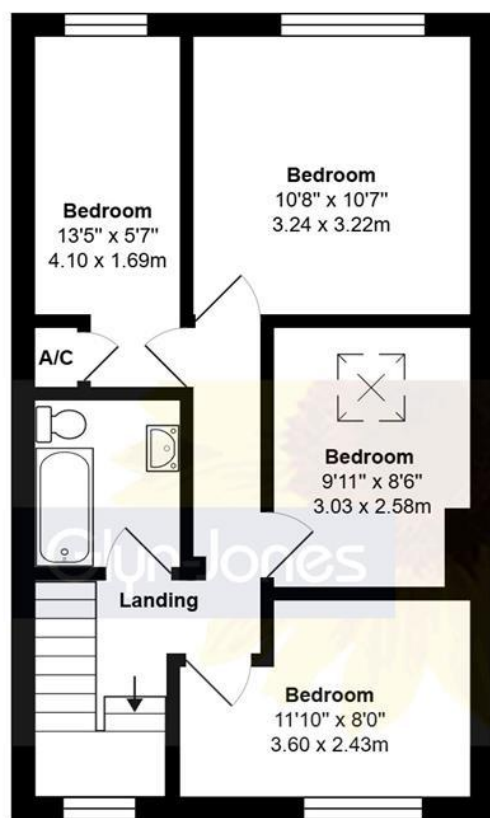 Bedroom
13'5" x 5'7"
4.10 x 1.69m
Bedroom
10'8" x 10'7"
3.24 x 3.22m
A/C
Bedroom
9'11" x 8'6"
3.03 x 2.58m
Glyn-Jones
Landing
Bedroom
11'10" x 8'0"
3.60 x 2.43m